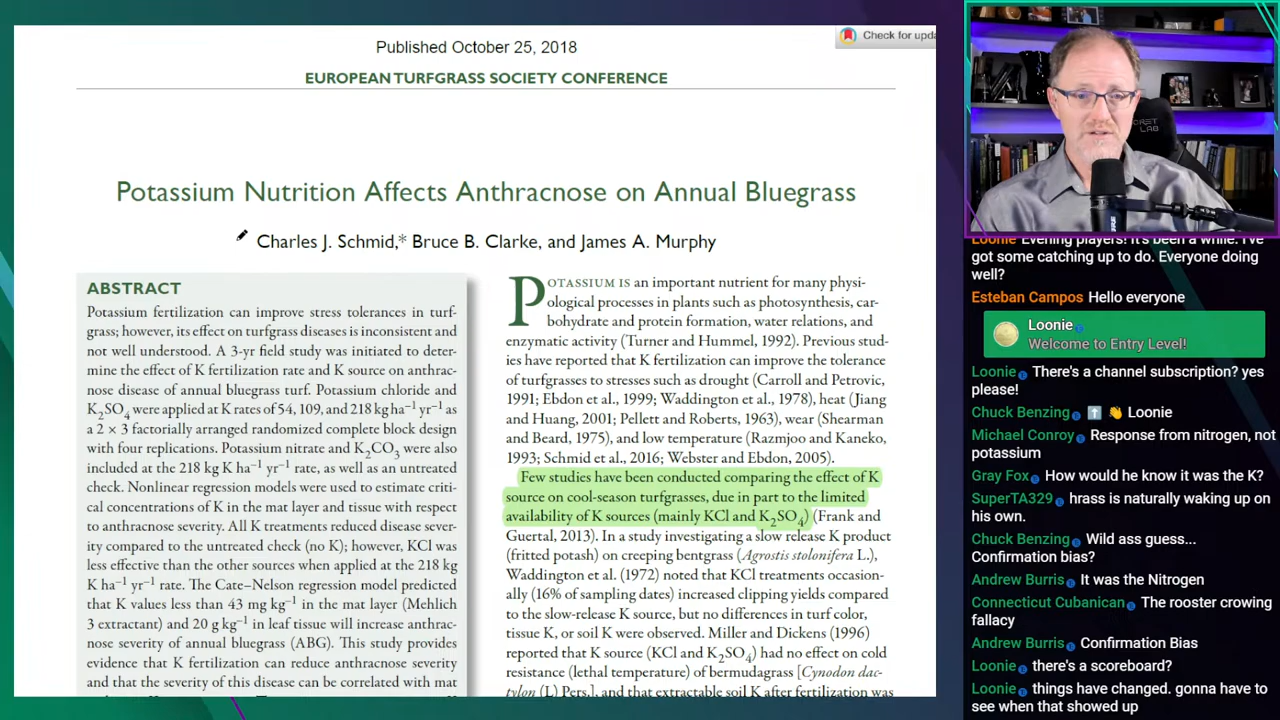 Published October 25, 2018
EUROPEAN TURFGRASS SOCIETY CONFERENCE
Potassium Nutrition Affects Anthracnose on Annual Bluegrass
Charles J. Schmid,* Bruce B. Clarke, and James A. Murphy
ABSTRACT
Potassium fertilization can improve stress tolerances in turf-
grass; however, its effect on turfgrass diseases is inconsistent and
not well understood. A 3-yr field study was initiated to deter-
mine the effect of K fertilization rate and K source on anthrac-
nose disease of annual bluegrass turf. Potassium chloride and
K2SO4 were applied at K rates of 54, 109, and 218 kg ha−1 yr−1 as
a 2 × 3 factorially arranged randomized complete block design
with four replications. Potassium nitrate and K2CO3 were also
included at the 218 kg K ha−1 yr−1 rate, as well as an untreated
check. Nonlinear regression models were used to estimate criti-
cal concentrations of K in the mat layer and tissue with respect
to anthracnose severity. All K treatments reduced disease sever-
ity compared to the untreated check (no K); however, KCl was
less effective than the other sources when applied at the 218 kg
K ha−1 yr−1 rate. The Cate–Nelson regression model predicted
that K values less than 43 mg kg−1 in the mat layer (Mehlich
3 extractant) and 20 g kg−1 in leaf tissue will increase anthrac-
nose severity of annual bluegrass (ABG). This study provides
evidence that K fertilization can reduce anthracnose severity
and that the severity of this disease can be correlated with mat
POTASSIUM IS an important nutrient for many physi-
ological processes in plants such as photosynthesis, car-
bohydrate and protein formation, water relations, and
enzymatic activity (Turner and Hummel, 1992). Previous stud-
ies have reported that K fertilization can improve the tolerance
of turfgrasses to stresses such as drought (Carroll and Petrovic,
1991; Ebdon et al., 1999; Waddington et al., 1978), heat (Jiang
and Huang, 2001; Pellett and Roberts, 1963), wear (Shearman
and Beard, 1975), and low temperature (Razmjoo and Kaneko,
1993; Schmid et al., 2016; Webster and Ebdon, 2005).
Few studies have been conducted comparing the effect of K
source on cool-season turfgrasses, due in part to the limited
availability of K sources (mainly KCl and K2SO4) (Frank and
Guertal, 2013). In a study investigating a slow release K product
(fritted potash) on creeping bentgrass (Agrostis stolonifera L.),
Waddington et al. (1972) noted that KCl treatments occasion-
ally (16% of sampling dates) increased clipping yields compared
to the slow-release K source, but no differences in turf color,
tissue K, or soil K were observed. Miller and Dickens (1996)
reported that K source (KCl and K2SO4) had no effect on cold
resistance (lethal temperature) of bermudagrass [Cynodon dac-
tylon (L) Pers.], and that extractable soil K after fertilization was
Check for upda
Loonie Evening players! It's been a while. I've
got some catching up to do. Everyone doing
well?
Esteban Campos Hello everyone
Loonie
Welcome to Entry Level!
Loonie There's a channel subscription? yes
please!
Chuck Benzing ⬆️ 👋 Loonie
Michael Conroy Response from nitrogen, not
potassium
Gray Fox How would he know it was the K?
SuperTA329 hrass is naturally waking up on
his own.
Chuck Benzing Wild ass guess...
Confirmation bias?
Andrew Burris It was the Nitrogen
Connecticut Cubanican The rooster crowing
fallacy
Andrew Burris Confirmation Bias
Loonie there's a scoreboard?
Loonie things have changed. gonna have to
see when that showed up